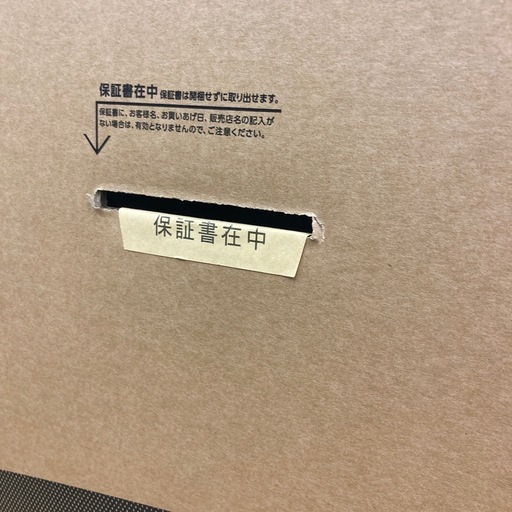 保証書在中 保証書は開梱せずに取り出せます。
保証書に、お客様名、お買いあげ日、販売店名の記入が
ない場合は、有効となりませんので、ご注意ください。
保証書在中